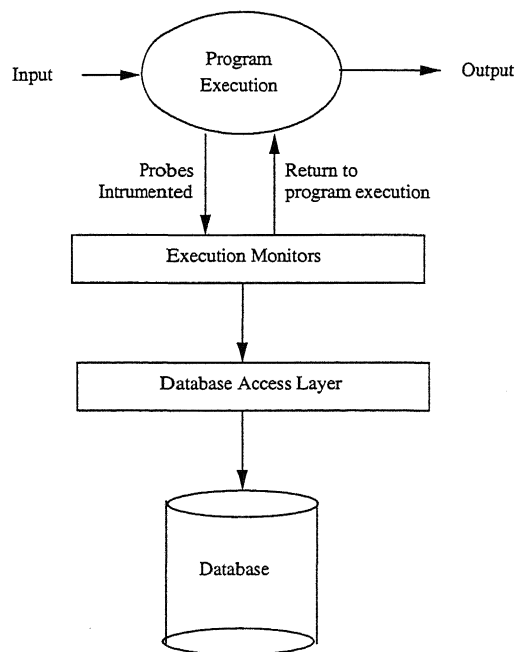 Program
Execution
Input
Output
Probes
Intrumented
Return to
program execution
Execution Monitors
Database Access Layer
Database